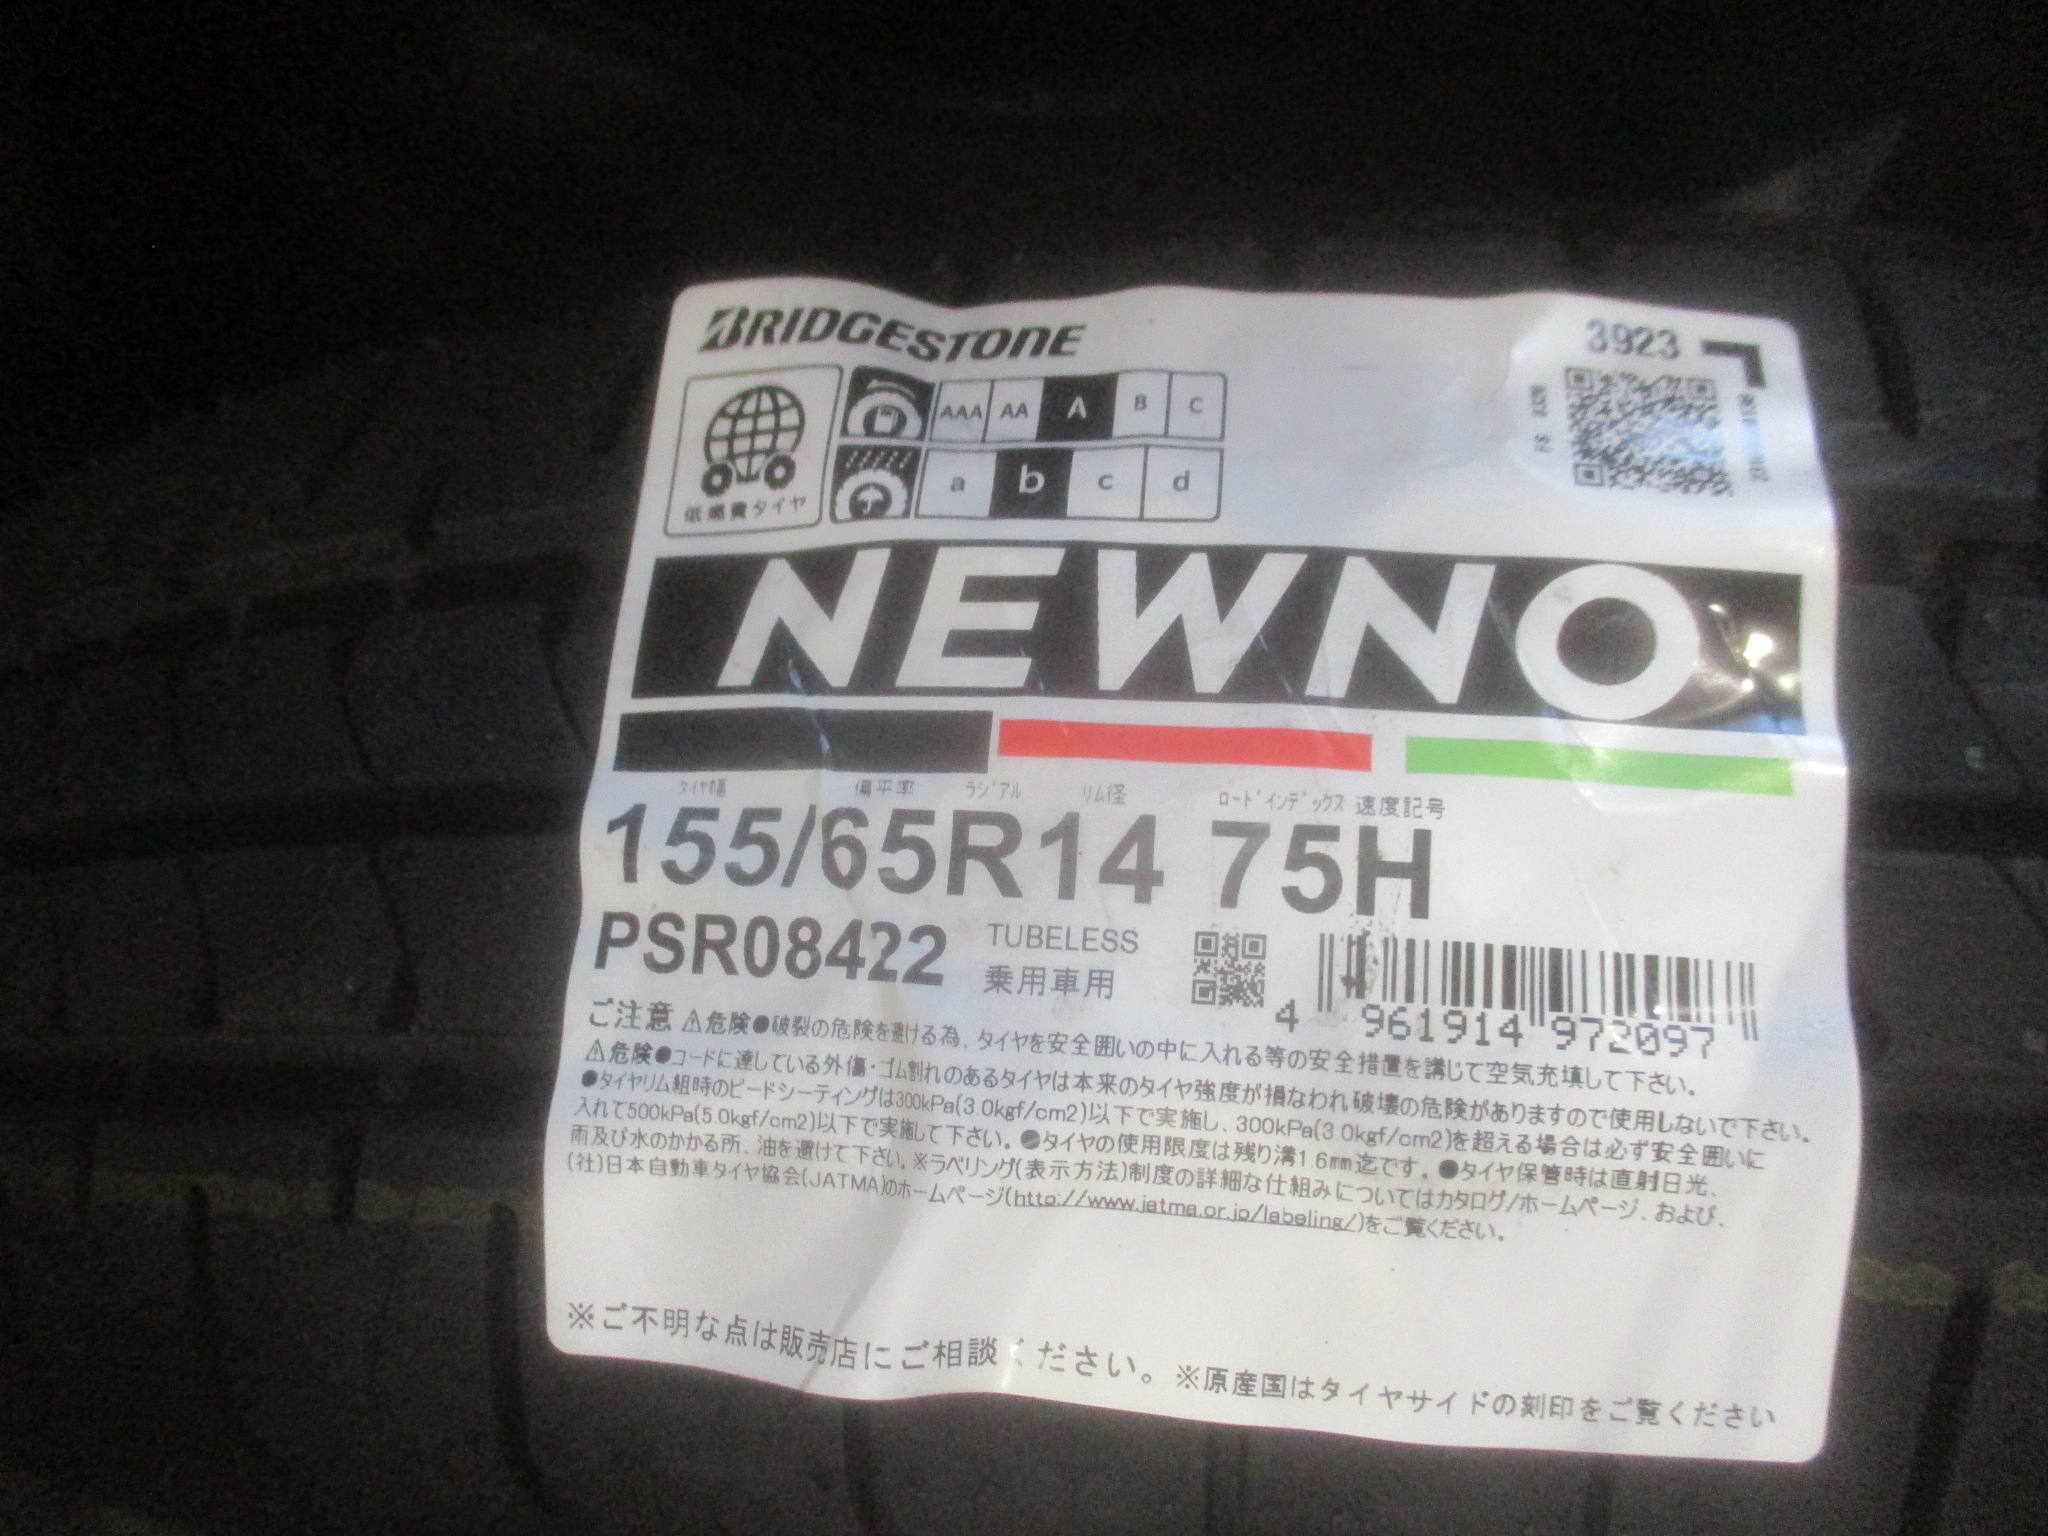 BRIDGESTONE
3923
低燃費タイヤ
AAA AA A B C
a b c d
NEWNO
タイヤ幅 偏平率 ラジアル リム径 ロードインデックス 速度記号
155/65R14 75H
PSR08422 TUBELESS
乗用車用
4 961914 972097
ご注意 ⚠危険●破裂の危険を避ける為、タイヤを安全囲いの中に入れる等の安全措置を講じて空気充填して下さい。
⚠危険●コードに達している外傷・ゴム割れのあるタイヤは本来のタイヤ強度が損なわれ破壊の危険がありますので使用しないで下さい。
●タイヤリム組時のビードシーティングは300kPa(3.0kgf/cm2)以下で実施し、300kPa(3.0kgf/cm2)を超える場合は必ず安全囲いに
入れて500kPa(5.0kgf/cm2)以下で実施して下さい。●タイヤの使用限度は残り溝1.6mm迄です。●タイヤ保管時は直射日光、
雨及び水のかかる所、油を避けて下さい。※ラベリング(表示方法)制度の詳細な仕組みについてはカタログ/ホームページ、および、
(社)日本自動車タイヤ協会(JATMA)のホームページ(http://www.jatma.or.jp/labeling/)をご覧ください。
※ご不明な点は販売店にご相談ください。※原産国はタイヤサイドの刻印をご覧ください